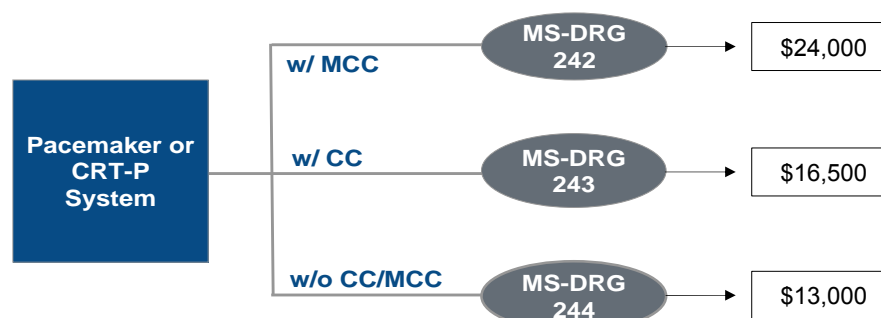 Pacemaker or
CRT-P
System
w/ MCC
MS-DRG
242
$24,000
w/ CC
MS-DRG
243
$16,500
w/o CC/MCC
MS-DRG
244
$13,000